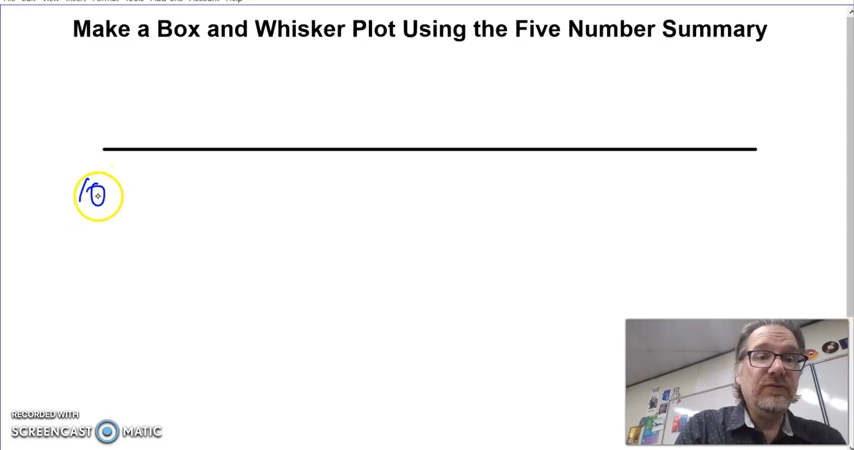 Make a Box and Whisker Plot Using the Five Number Summary
10
RECORDED WITH
SCREENCAST MATIC